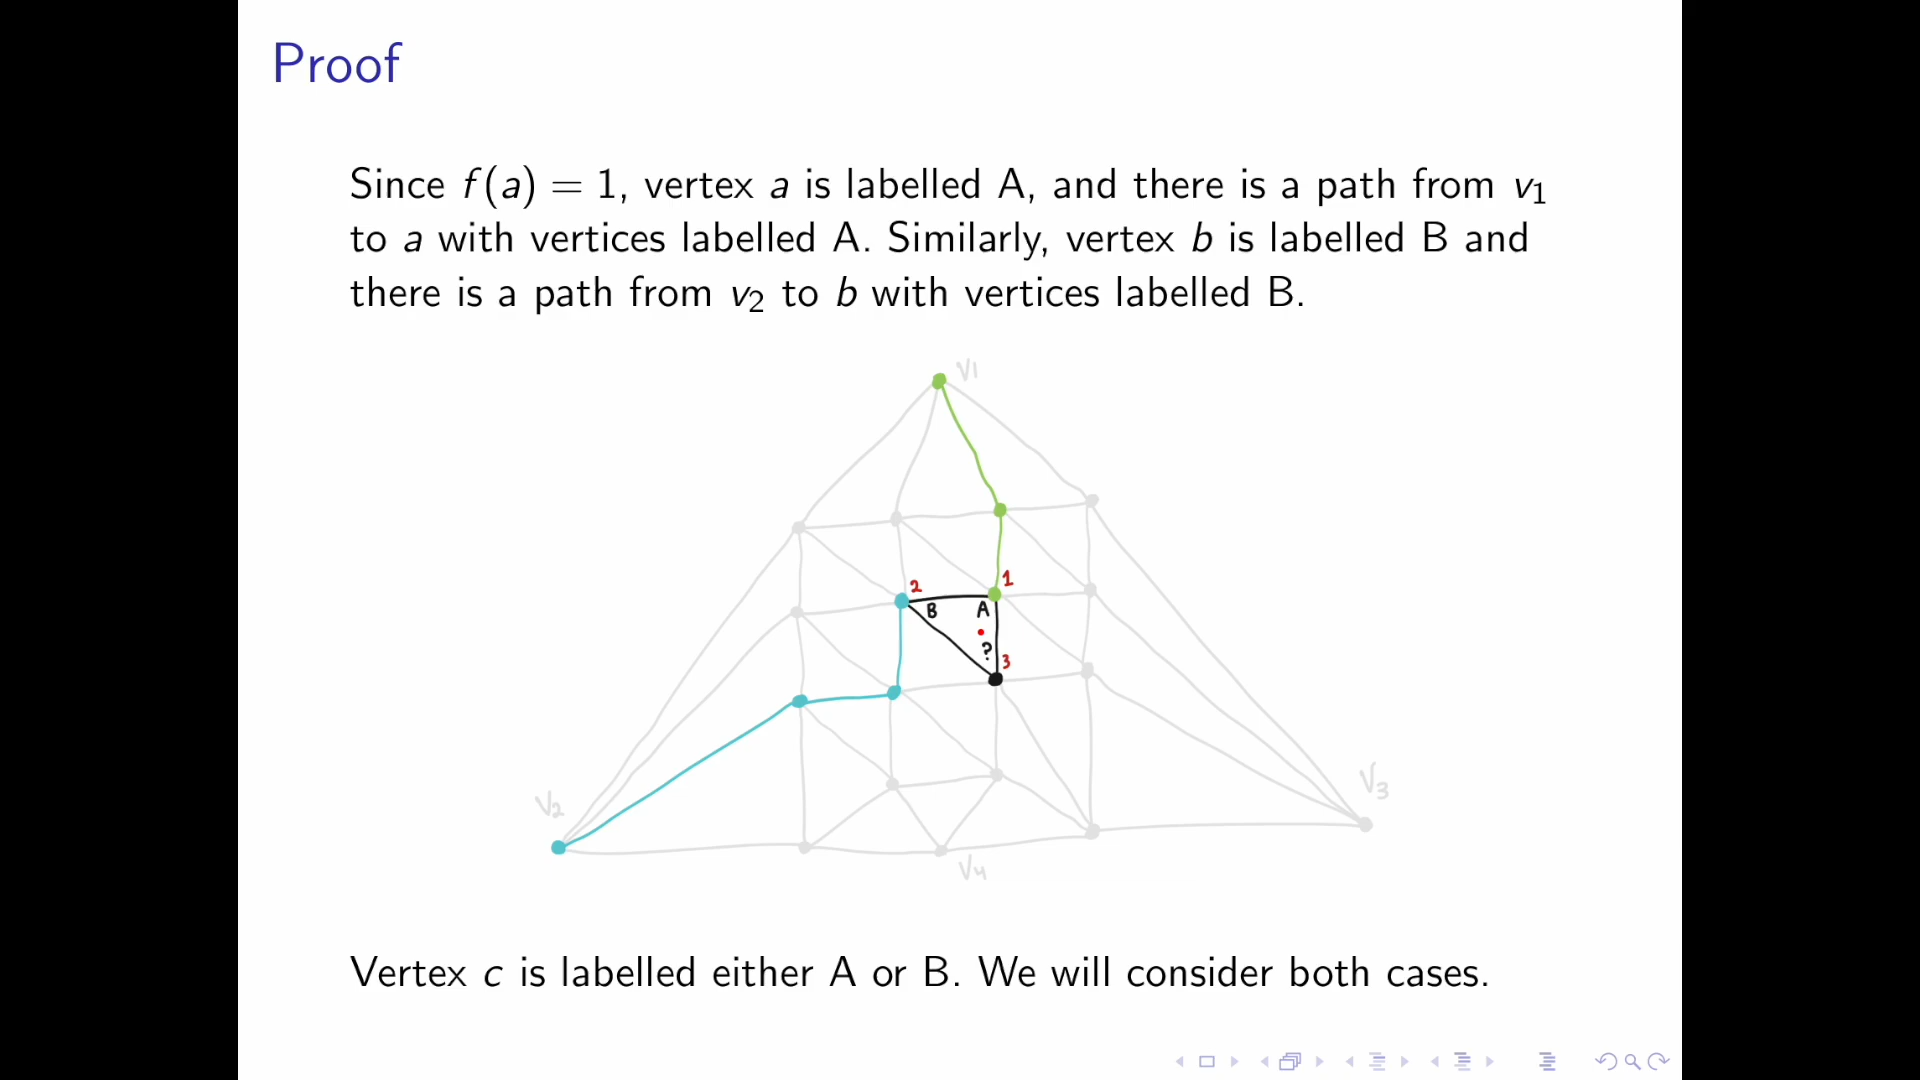 Proof
Since f(a) = 1, vertex a is labelled A, and there is a path from v₁
to a with vertices labelled A. Similarly, vertex b is labelled B and
there is a path from v₂ to b with vertices labelled B.
V1
2
1
B
A
?
3
V2
V3
V4
Vertex c is labelled either A or B. We will consider both cases.